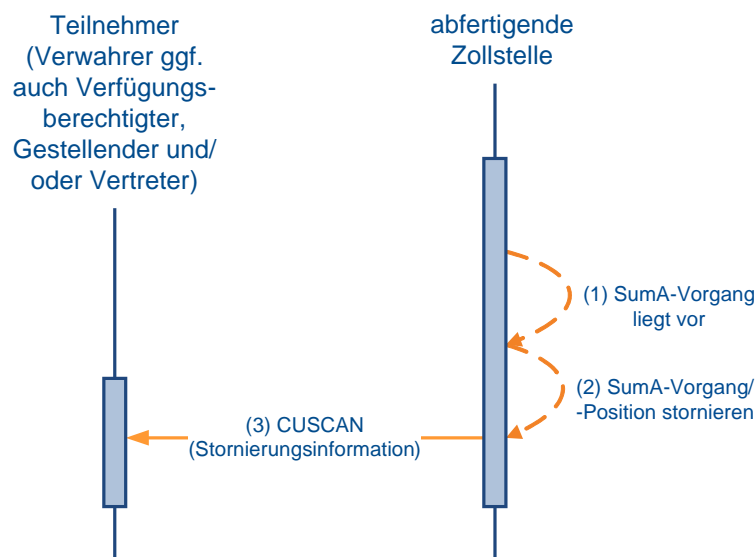 Teilnehmer
(Verwahrer ggf.
auch Verfügungs-
berechtigter,
Gestellender und/
oder Vertreter)
abfertigende
Zollstelle
(1) SumA-Vorgang
liegt vor
(2) SumA-Vorgang/
-Position stornieren
(3) CUSCAN
(Stornierungsinformation)